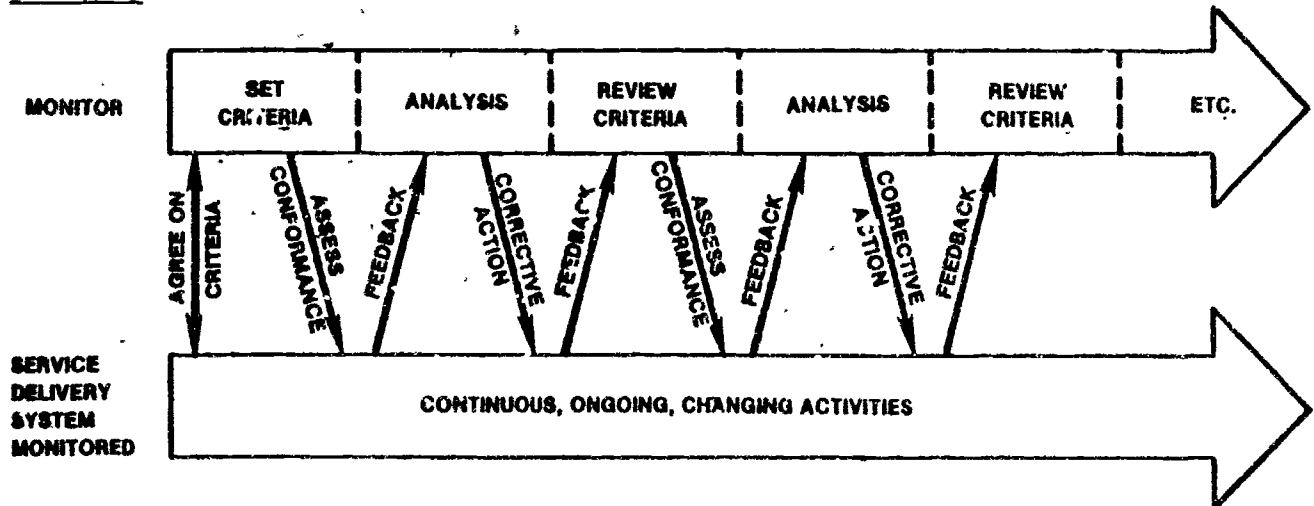 MONITOR
SET
CRITERIA
ANALYSIS
REVIEW
CRITERIA
ANALYSIS
REVIEW
CRITERIA
ETC.
AGREE ON
CRITERIA
ASSESS
CONFORMANCE
FEEDBACK
CORRECTIVE
ACTION
FEEDBACK
ASSESS
CONFORMANCE
FEEDBACK
CORRECTIVE
ACTION
FEEDBACK
SERVICE
DELIVERY
SYSTEM
MONITORED
CONTINUOUS, ONGOING, CHANGING ACTIVITIES